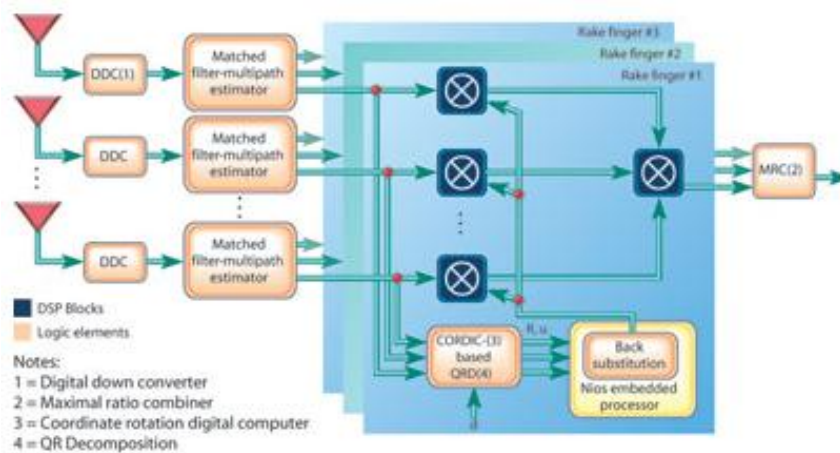 Rake finger #3
Rake finger #2
Rake finger #1
DDC(1)
Matched
filter-multipath
estimator
DDC
Matched
filter-multipath
estimator
MRC(2)
DDC
Matched
filter-multipath
estimator
DSP Blocks
Logic elements
CORDIC-(3)
based
QRD(4)
R, u
Back
substitution
Nios embedded
processor
Notes:
1 = Digital down converter
2 = Maximal ratio combiner
3 = Coordinate rotation digital computer
4 = QR Decomposition